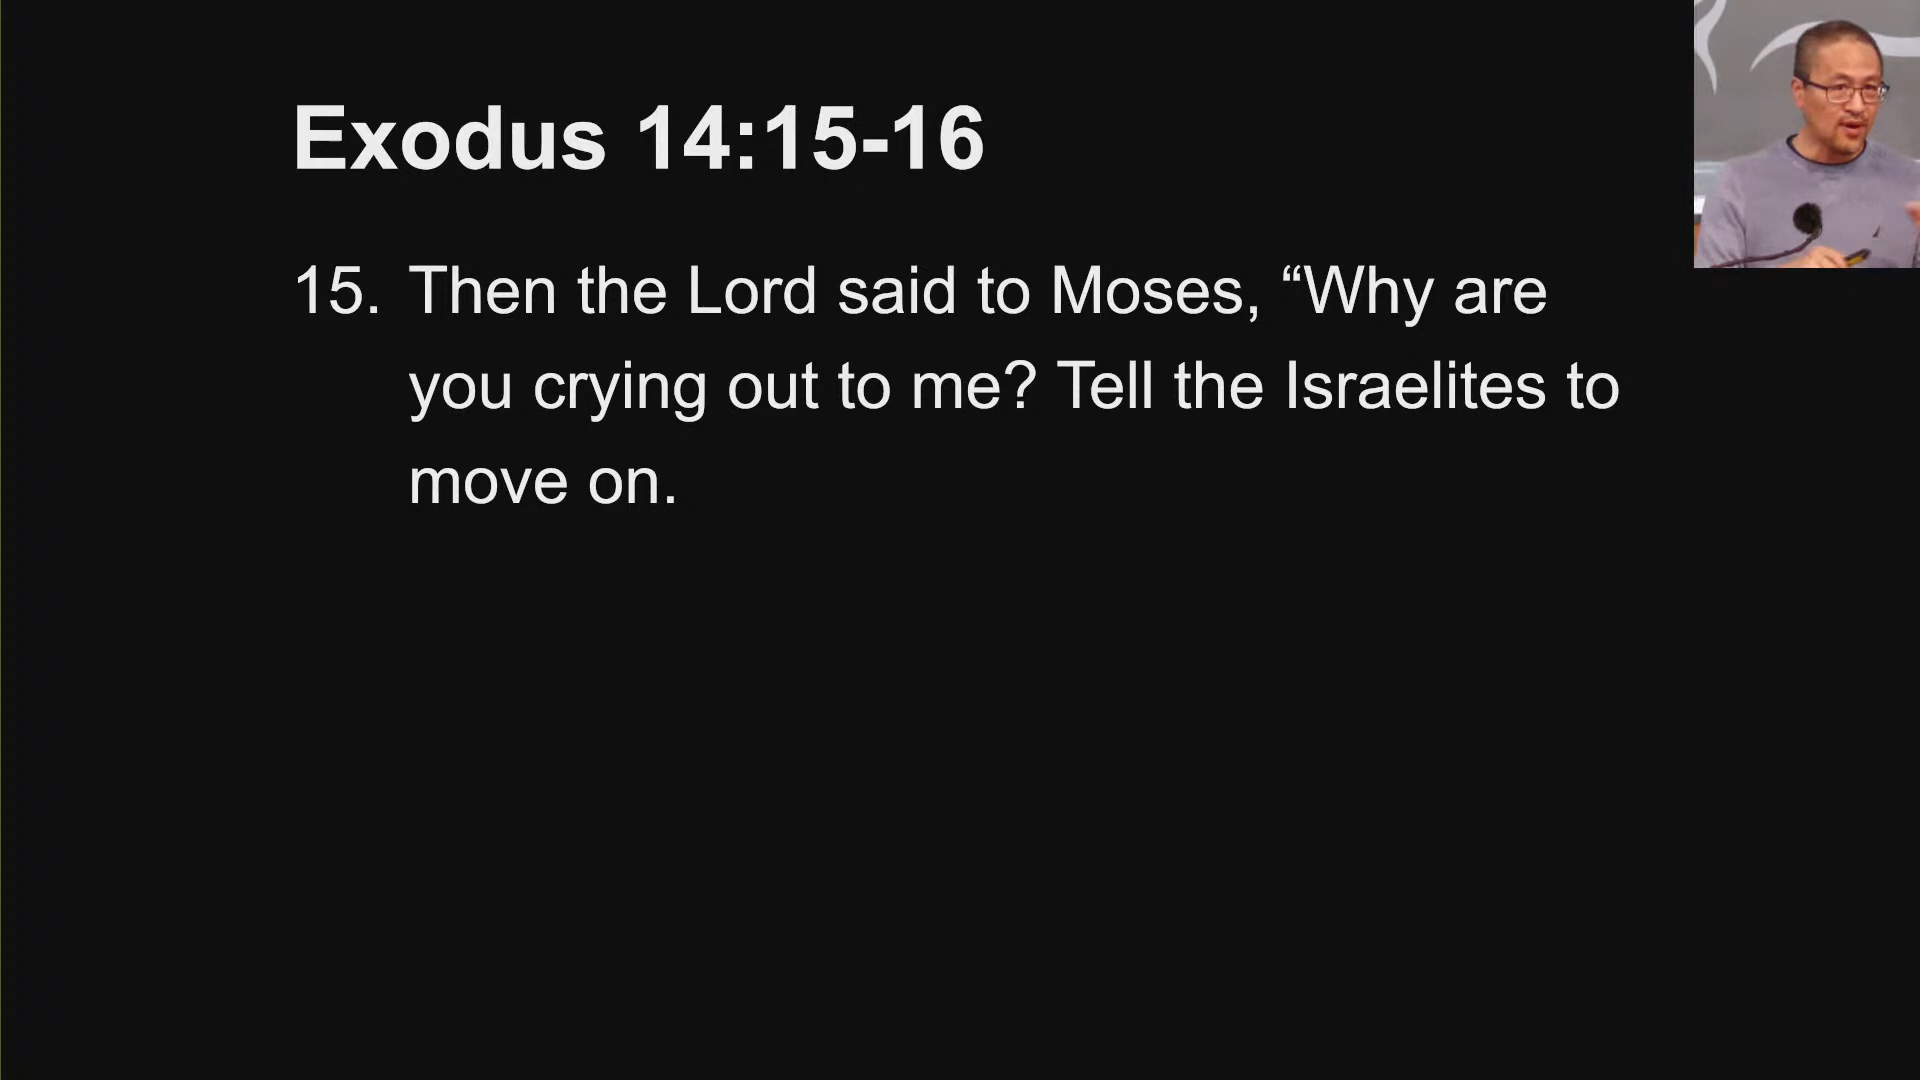 Exodus 14:15-16
15. Then the Lord said to Moses, “Why are
you crying out to me? Tell the Israelites to
move on.